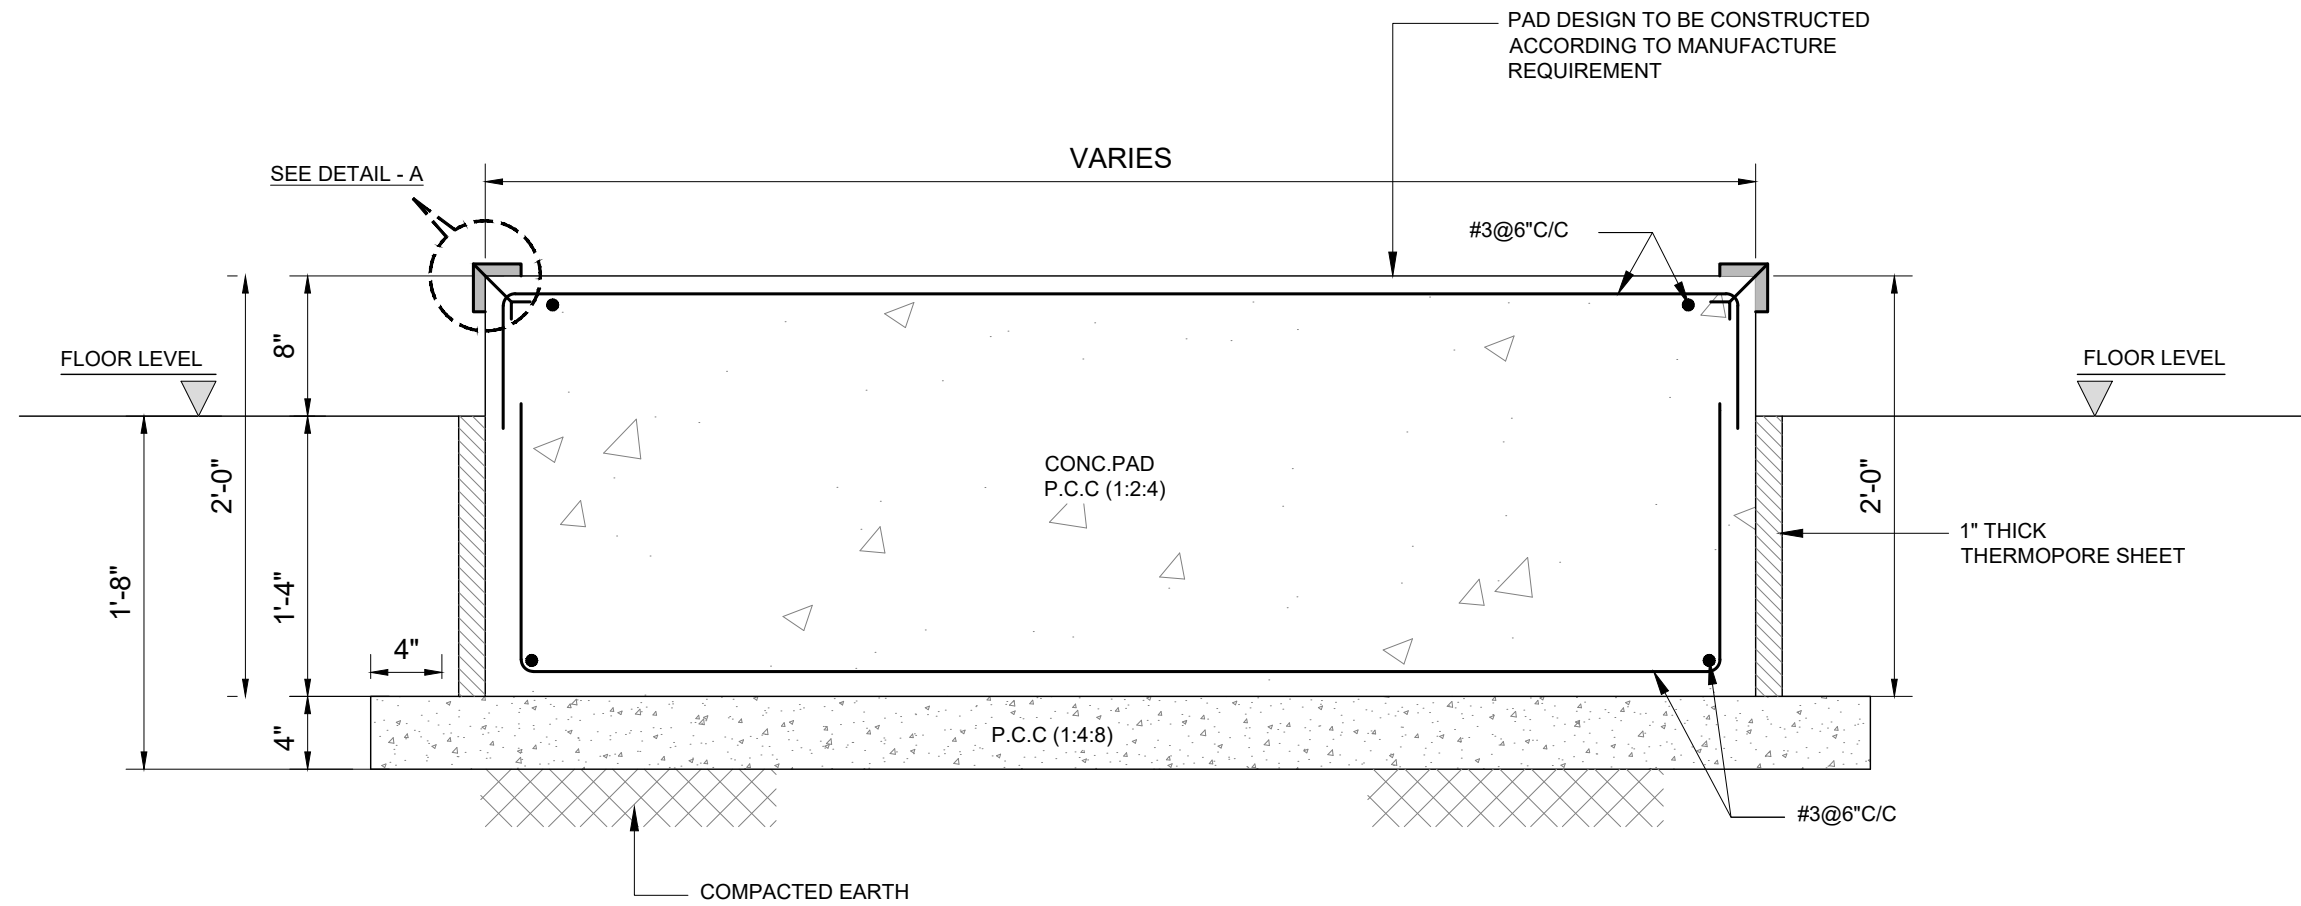 PAD DESIGN TO BE CONSTRUCTED
ACCORDING TO MANUFACTURE
REQUIREMENT
VARIES
SEE DETAIL - A
#3@6"C/C
8"
FLOOR LEVEL
FLOOR LEVEL
2'-0"
2'-0"
CONC.PAD
P.C.C (1:2:4)
1" THICK
THERMOPORE SHEET
1'-8"
1'-4"
4"
4"
P.C.C (1:4:8)
#3@6"C/C
COMPACTED EARTH